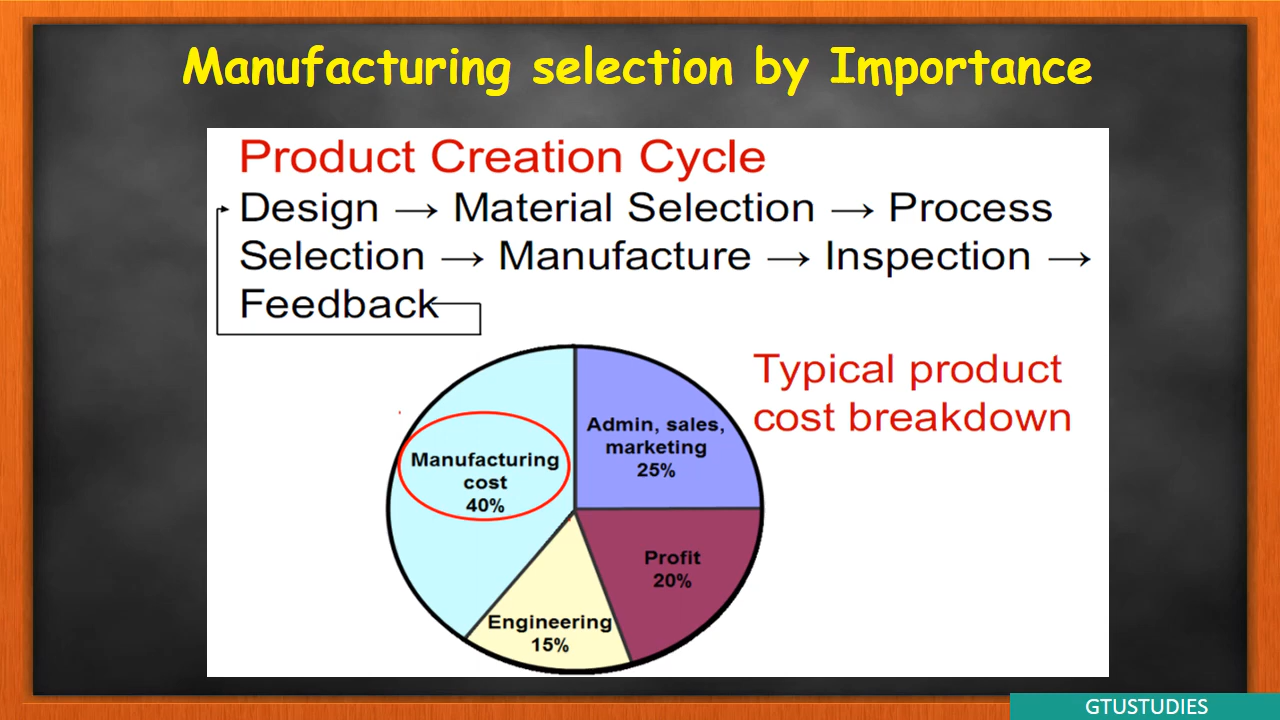 Manufacturing selection by Importance
Product Creation Cycle
Design → Material Selection → Process
Selection → Manufacture → Inspection →
Feedback
Typical product
cost breakdown
Admin, sales,
marketing
25%
Manufacturing
cost
40%
Profit
20%
Engineering
15%
GTUSTUDIES